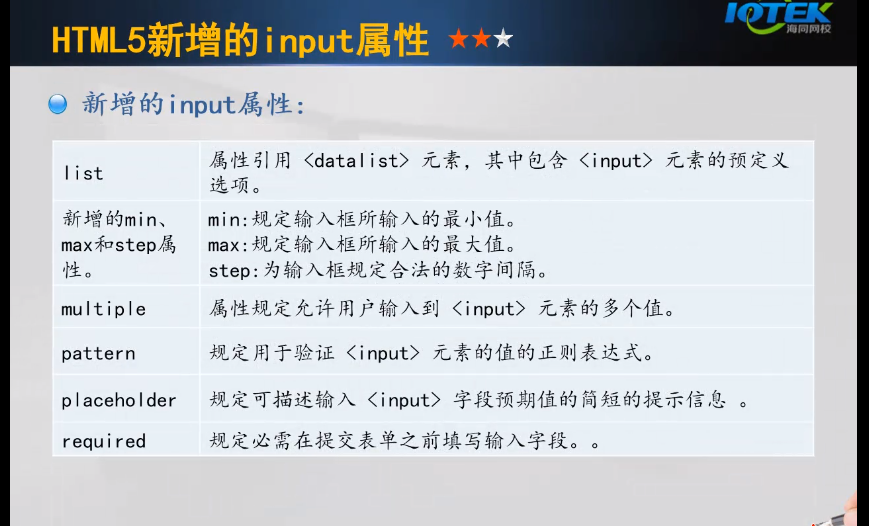 HTML5新增的input属性
IOTEK
海同网校
新增的input属性:
list
属性引用 <datalist> 元素，其中包含 <input> 元素的预定义
选项。
新增的min、
max和step属
性。
min:规定输入框所输入的最小值。
max:规定输入框所输入的最大值。
step:为输入框规定合法的数字间隔。
multiple
属性规定允许用户输入到 <input> 元素的多个值。
pattern
规定用于验证 <input> 元素的值的正则表达式。
placeholder
规定可描述输入 <input> 字段预期值的简短的提示信息 。
required
规定必需在提交表单之前填写输入字段。。